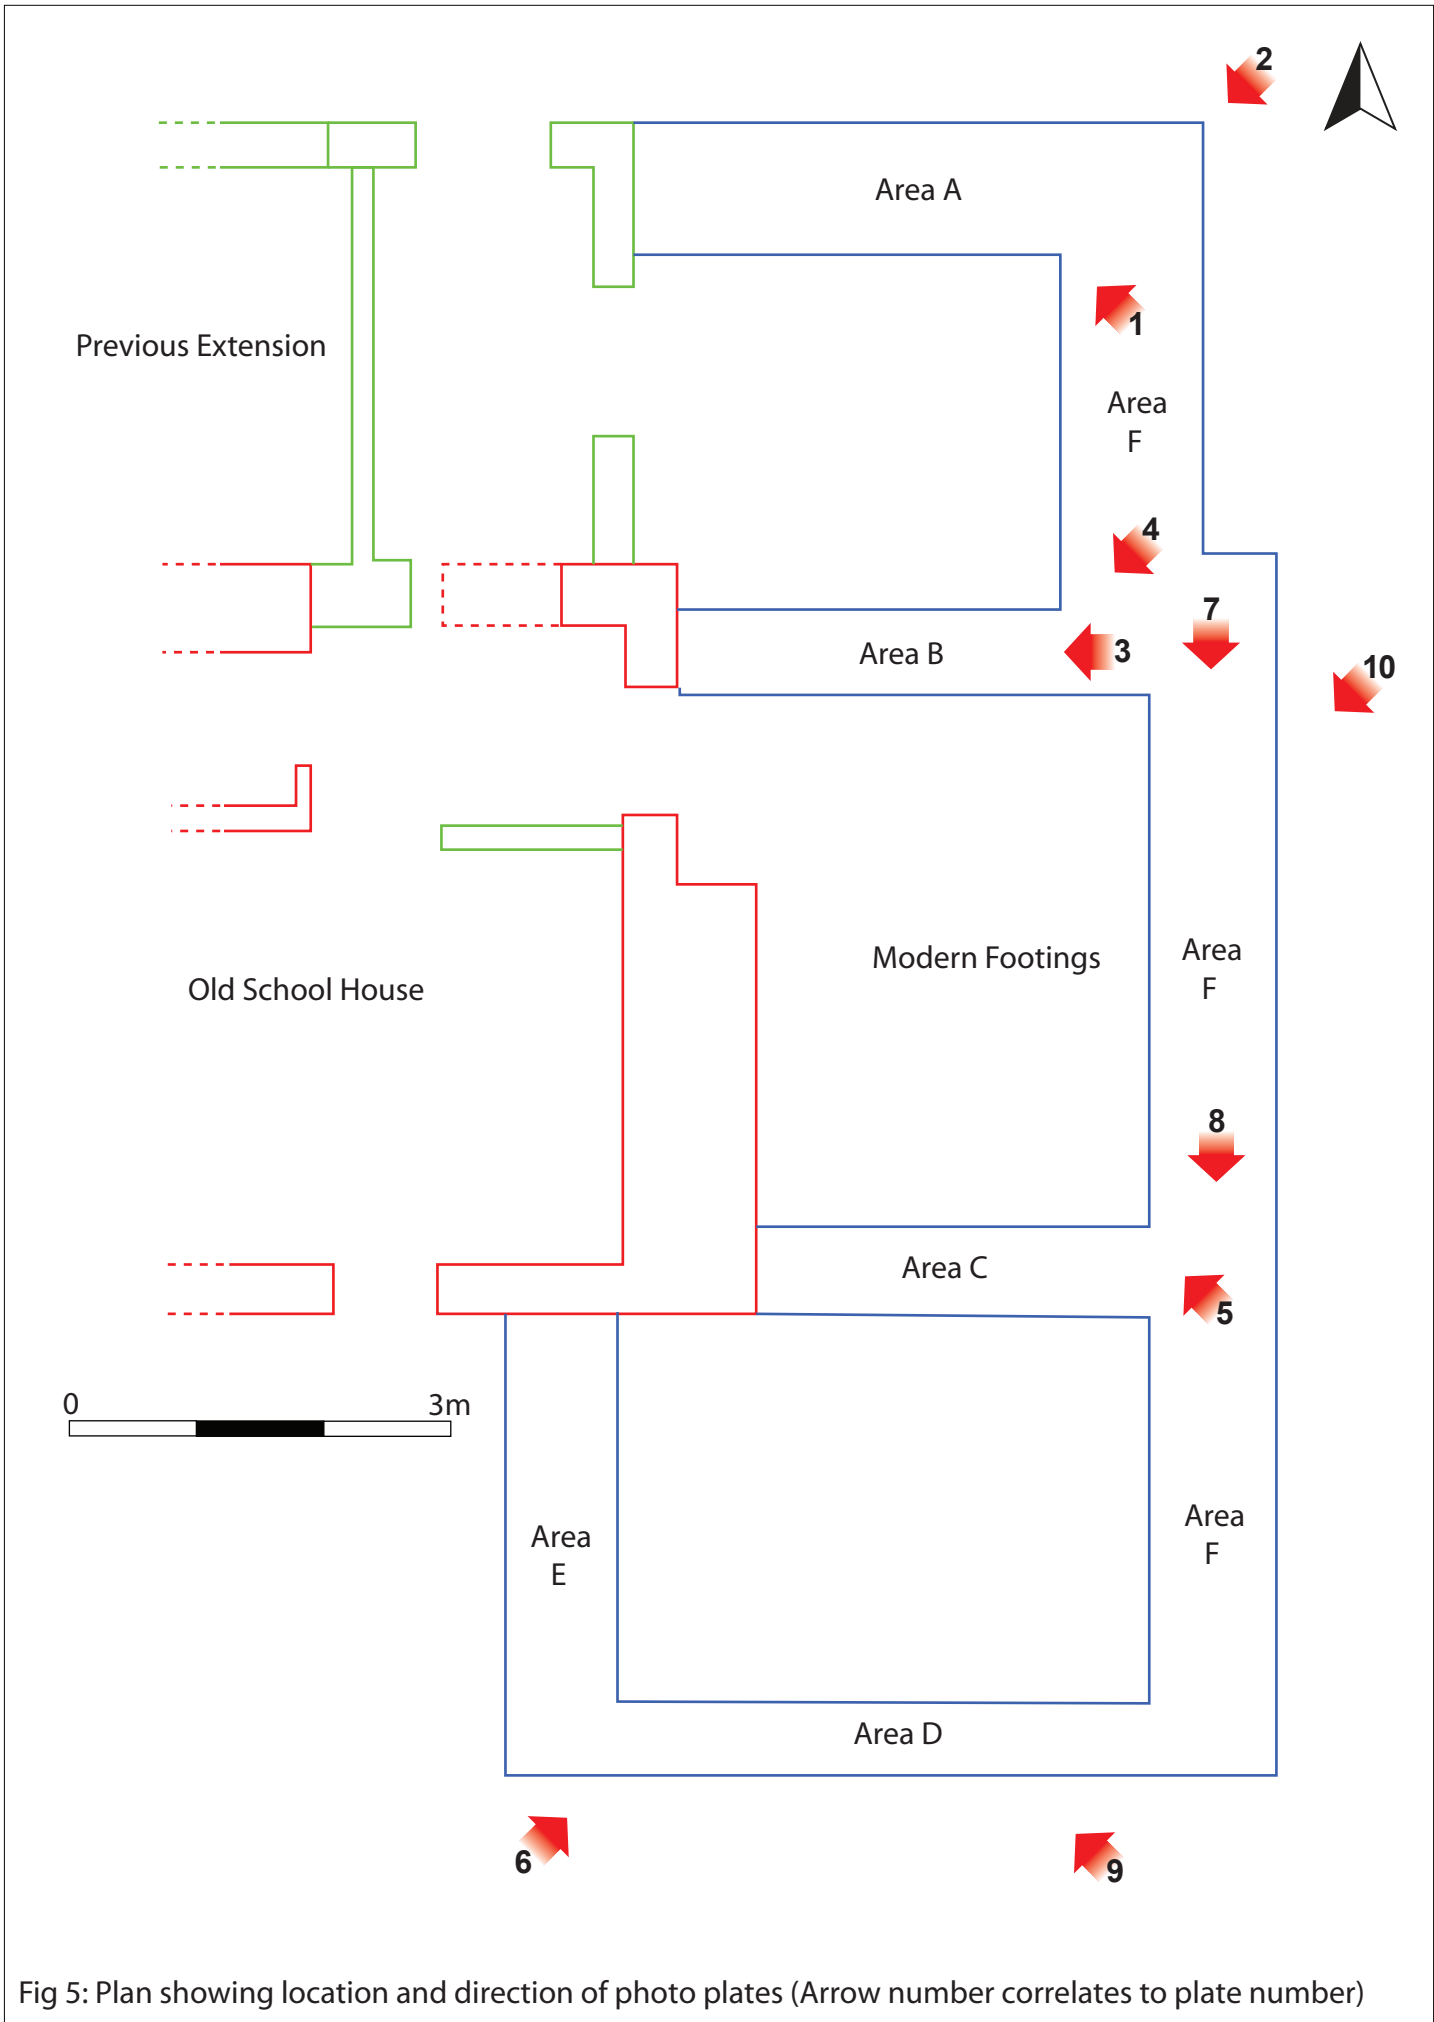 2
Area A
1
Previous Extension
Area
F
4
7
Area B
3
10
Modern Footings
Area
F
Old School House
8
Area C
5
0
3m
Area
E
Area
F
Area D
6
9
Fig 5: Plan showing location and direction of photo plates (Arrow number correlates to plate number)